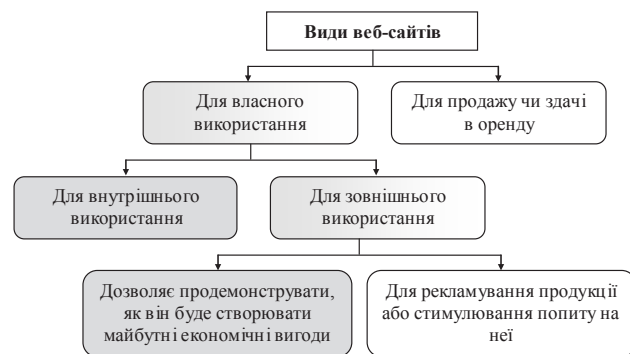 Види веб-сайтів
Для власного
використання
Для продажу чи здачі
в оренду
Для внутрішнього
використання
Для зовнішнього
використання
Дозволяє продемонструвати,
як він буде створювати
майбутні економічні вигоди
Для рекламування продукції
або стимулювання попиту на
неї